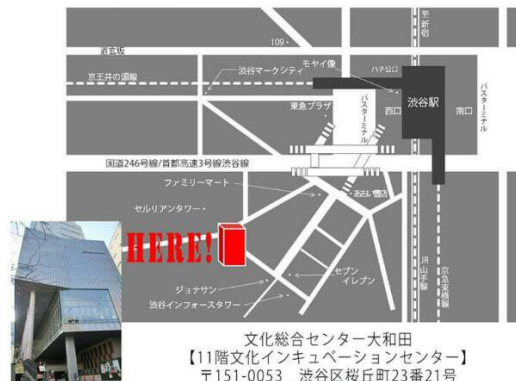 至新宿
109
道玄坂
モヤイ像
ハチ公口
京王井の頭線
渋谷マークシティ
渋谷駅
東急プラザ
バスターミナル
西口
南口
バスターミナル
国道246号線/首都高速3号線渋谷線
ファミリーマート
あおい書店
セルリアンタワー
HERE!
セブン
イレブン
ジョナサン
渋谷インフォースタワー
JR山手線
京急東横線
文化総合センター大和田
【11階文化インキュベーションセンター】
〒151-0053 渋谷区桜丘町23番21号